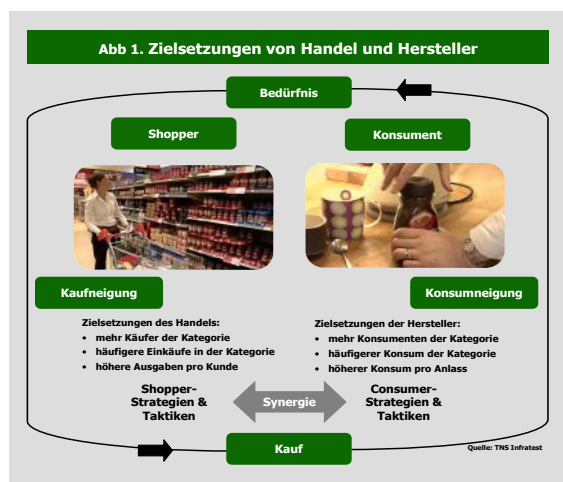 Abb 1. Zielsetzungen von Handel und Hersteller
Bedürfnis
Shopper
Konsument
Kaufneigung
Konsumneigung
Zielsetzungen des Handels:
• mehr Käufer der Kategorie
• häufigere Einkäufe in der Kategorie
• höhere Ausgaben pro Kunde
Zielsetzungen der Hersteller:
• mehr Konsumenten der Kategorie
• häufigerer Konsum der Kategorie
• höherer Konsum pro Anlass
Shopper-
Strategien &
Taktiken
Synergie
Consumer-
Strategien &
Taktiken
Kauf
Quelle: TNS Infratest